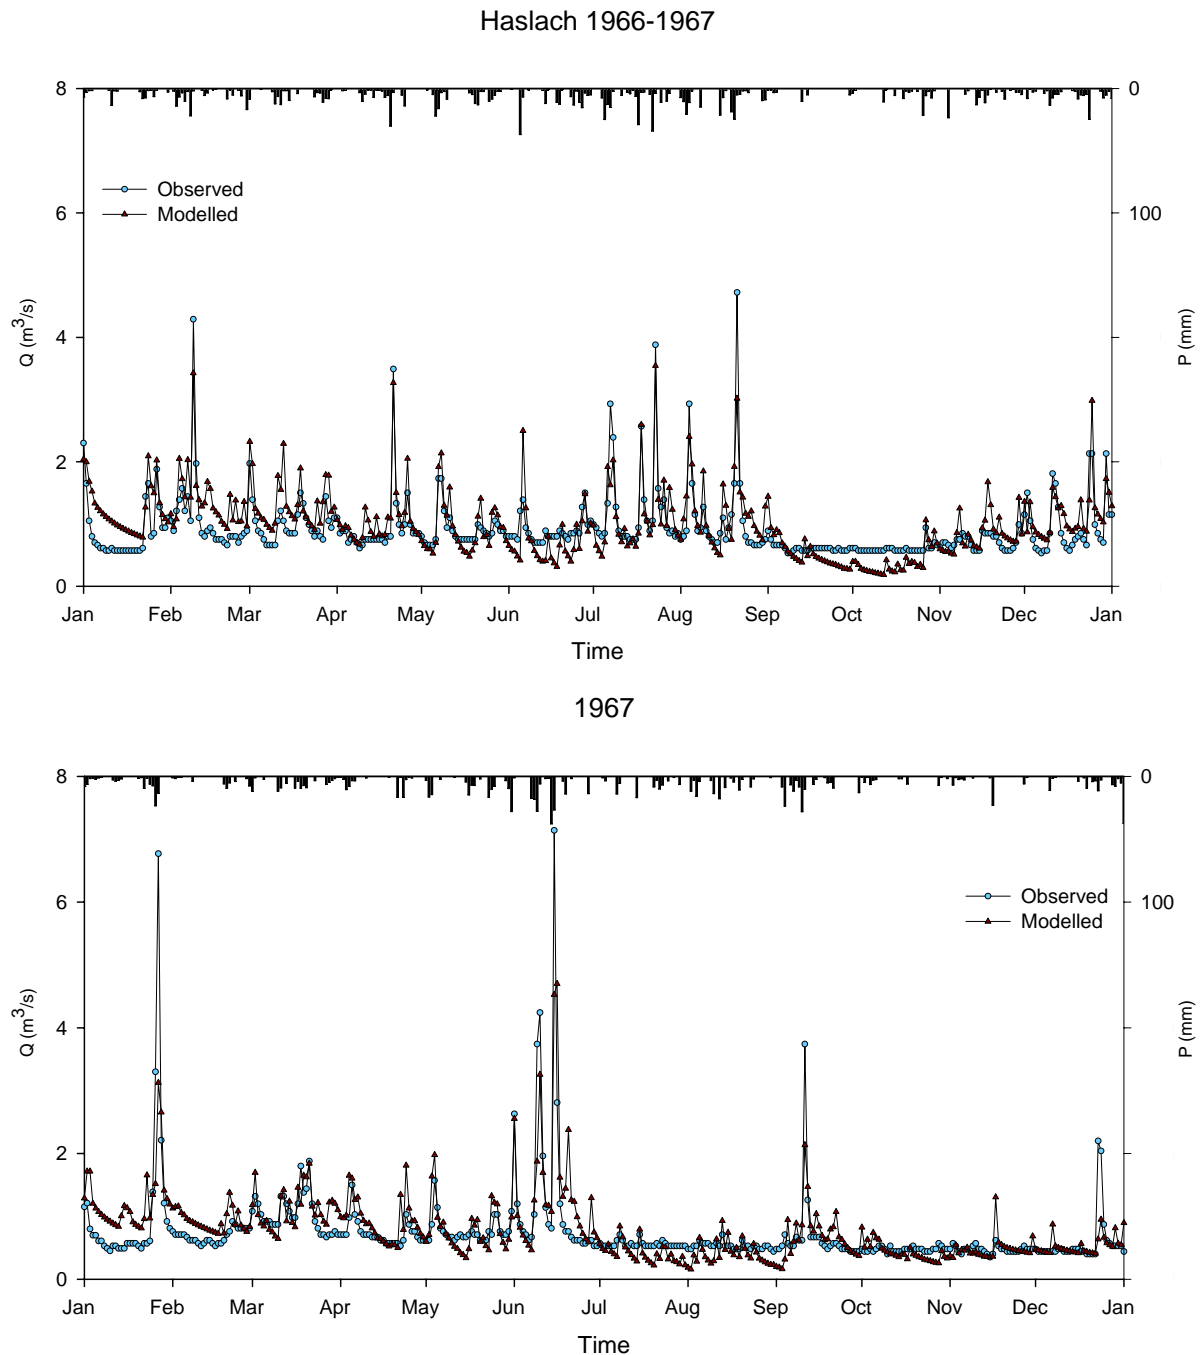 Haslach 1966-1967
8
0
Observed
Modelled
6
100
4
Q (m³/s)
P (mm)
2
0
Jan Feb Mar Apr May Jun Jul Aug Sep Oct Nov Dec Jan
Time
1967
8
0
Observed
Modelled
6
100
4
Q (m³/s)
P (mm)
2
0
Jan Feb Mar Apr May Jun Jul Aug Sep Oct Nov Dec Jan
Time